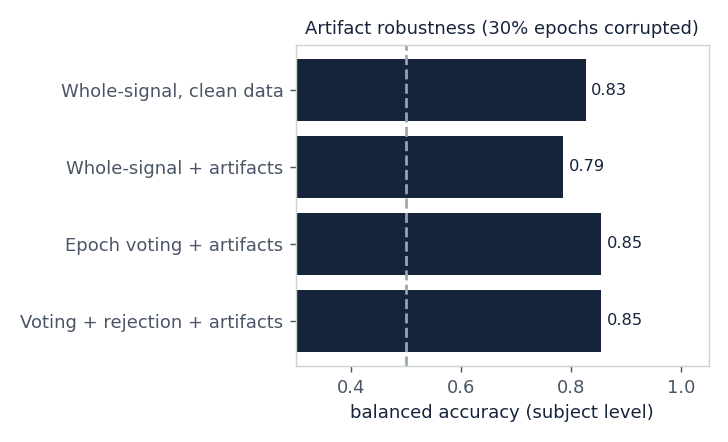 Artifact robustness (30% epochs corrupted)
Whole-signal, clean data
0.83
Whole-signal + artifacts
0.79
Epoch voting + artifacts
0.85
Voting + rejection + artifacts
0.85
0.4 0.6 0.8 1.0
balanced accuracy (subject level)